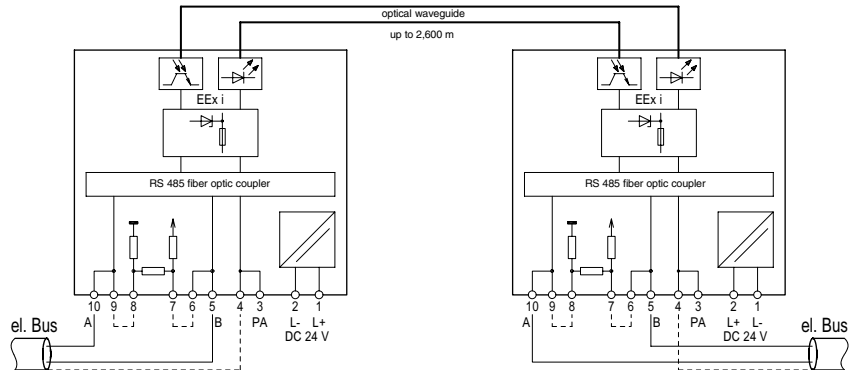 optical waveguide
up to 2,600 m
EEx i
EEx i
RS 485 fiber optic coupler
RS 485 fiber optic coupler
10 9 8 7 6 5 4 3 2 1
10 9 8 7 6 5 4 3 2 1
A B PA L- L+
A B PA L+ L-
DC 24 V
DC 24 V
el. Bus
el. Bus